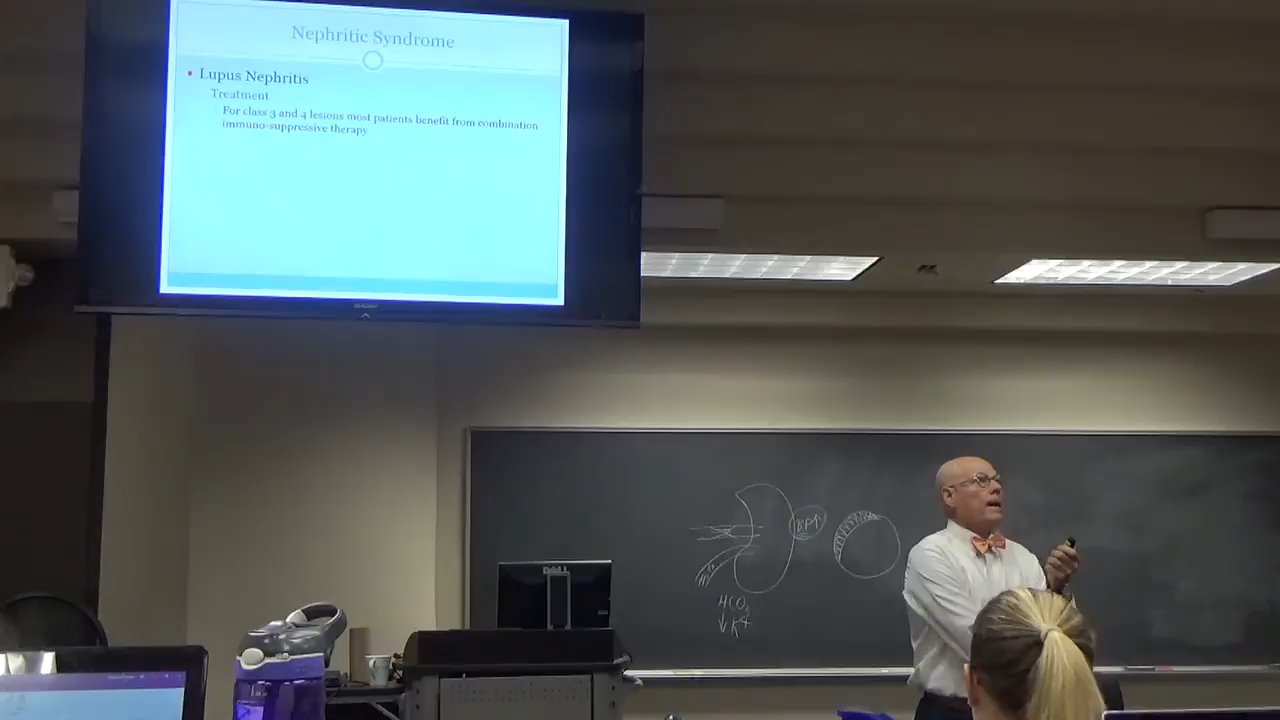 Nephritic Syndrome
Lupus Nephritis
Treatment
For class 3 and 4 lesions most patients benefit from combination
immuno-suppressive therapy
DELL
HCO3
↓ K+